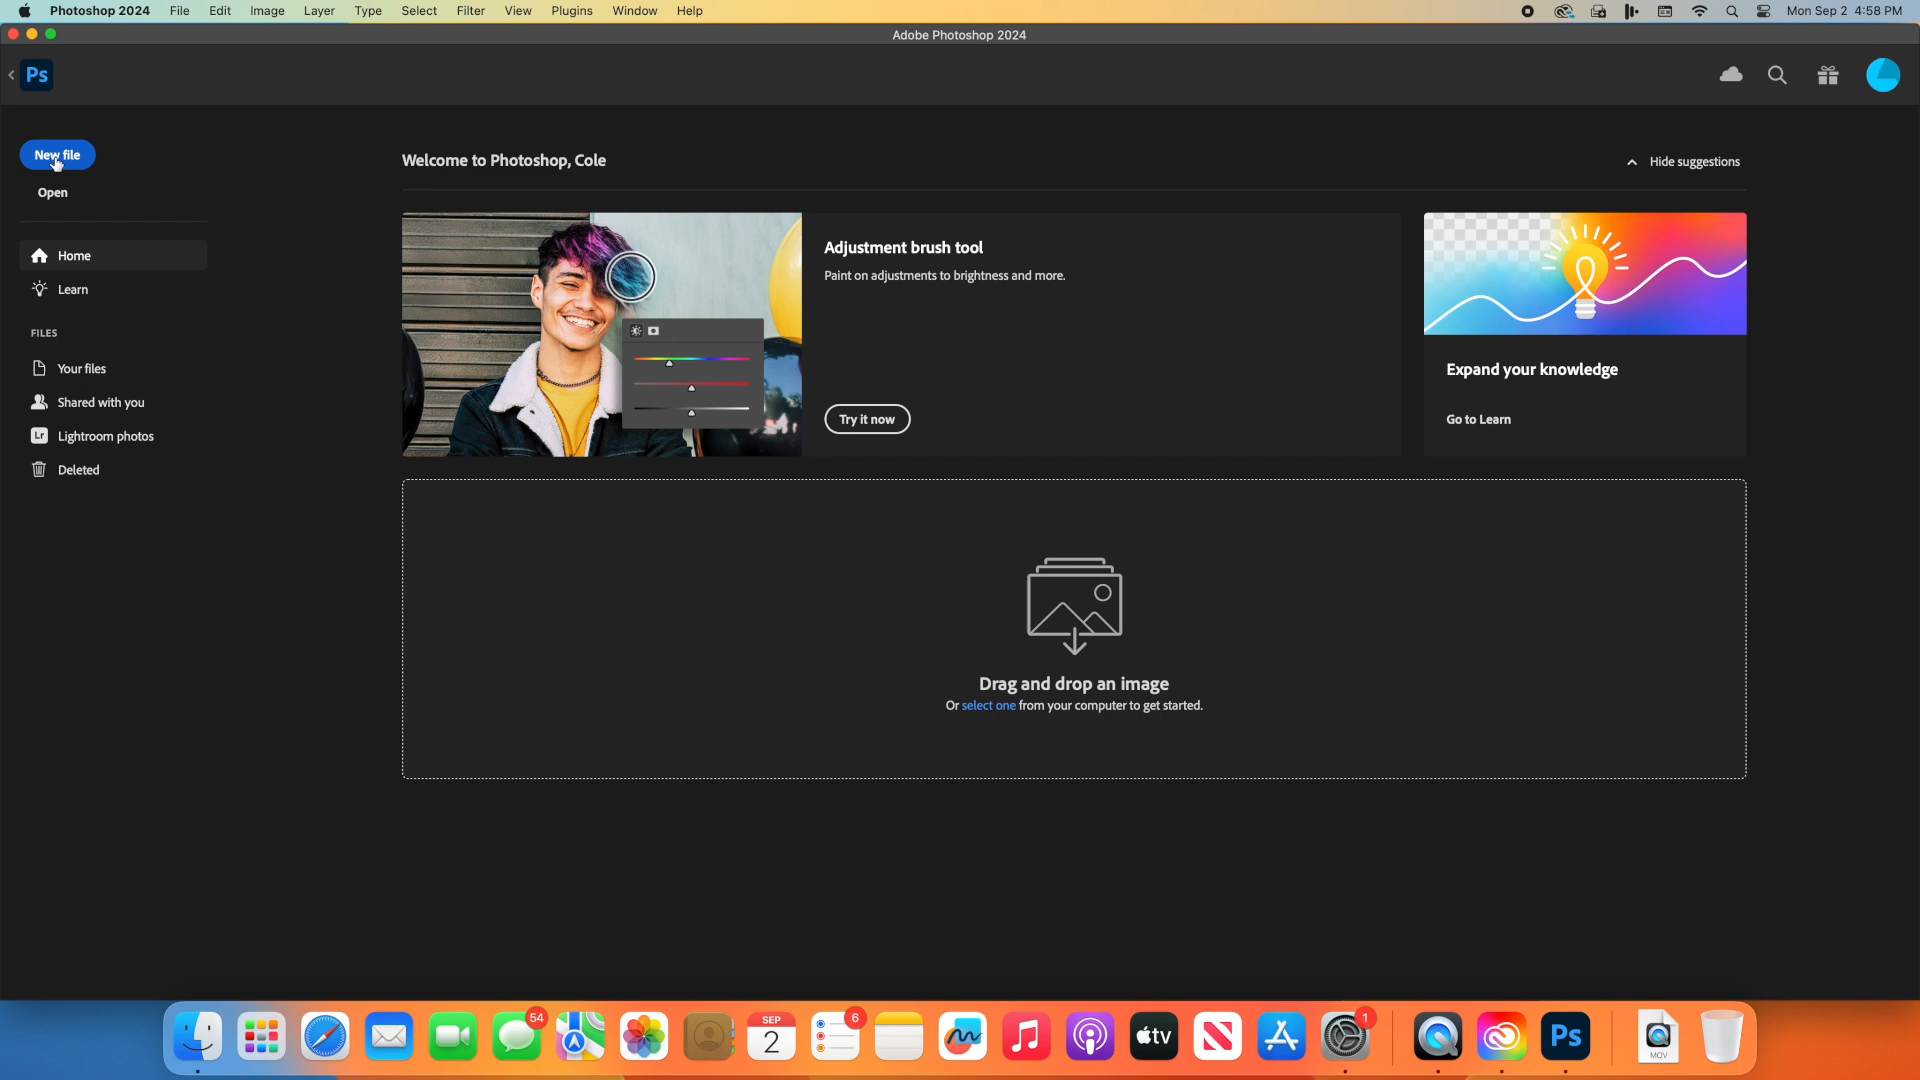 Photoshop 2024 File Edit Image Layer Type Select Filter View Plugins Window Help Mon Sep 2 4:58 PM
Adobe Photoshop 2024
Ps
New file
Open
Home
Learn
FILES
Your files
Shared with you
Lr Lightroom photos
Deleted
Welcome to Photoshop, Cole
Hide suggestions
Adjustment brush tool
Paint on adjustments to brightness and more.
Try it now
Expand your knowledge
Go to Learn
Drag and drop an image
Or select one from your computer to get started.
54 SEP 2 6 tv 1 Ps MOV